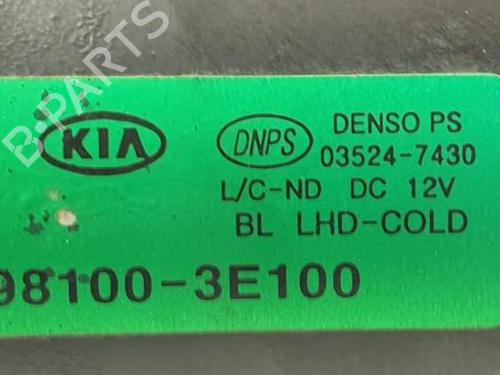 B-PARTS
KIA
DNPS
DENSO PS
03524-7430
L/C-ND DC 12V
BL LHD-COLD
98100-3E100